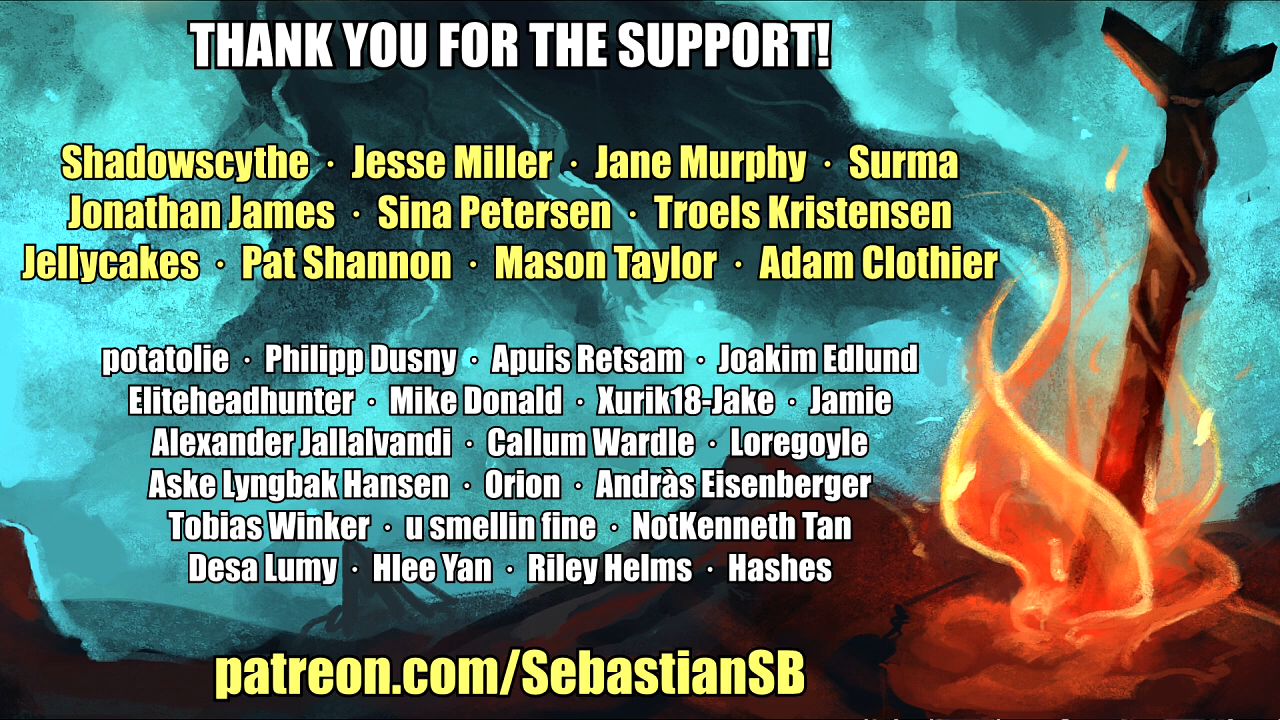 THANK YOU FOR THE SUPPORT!
Shadowscythe · Jesse Miller · Jane Murphy · Surma
Jonathan James · Sina Petersen · Troels Kristensen
Jellycakes · Pat Shannon · Mason Taylor · Adam Clothier
potatolie · Philipp Dusny · Apuis Retsam · Joakim Edlund
Eliteheadhunter · Mike Donald · Xurik18-Jake · Jamie
Alexander Jallalvandi · Callum Wardle · Loregoyle
Aske Lyngbak Hansen · Orion · Andràs Eisenberger
Tobias Winker · u smellin fine · NotKenneth Tan
Desa Lumy · Hlee Yan · Riley Helms · Hashes
patreon.com/SebastianSB